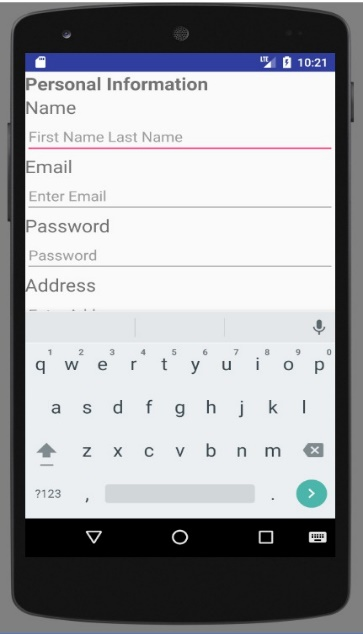 LTE 10:21
Personal Information
Name
First Name Last Name
Email
Enter Email
Password
Password
Address
1 2 3 4 5 6 7 8 9 0
q w e r t y u i o p
a s d f g h j k l
z x c v b n m
?123 , .